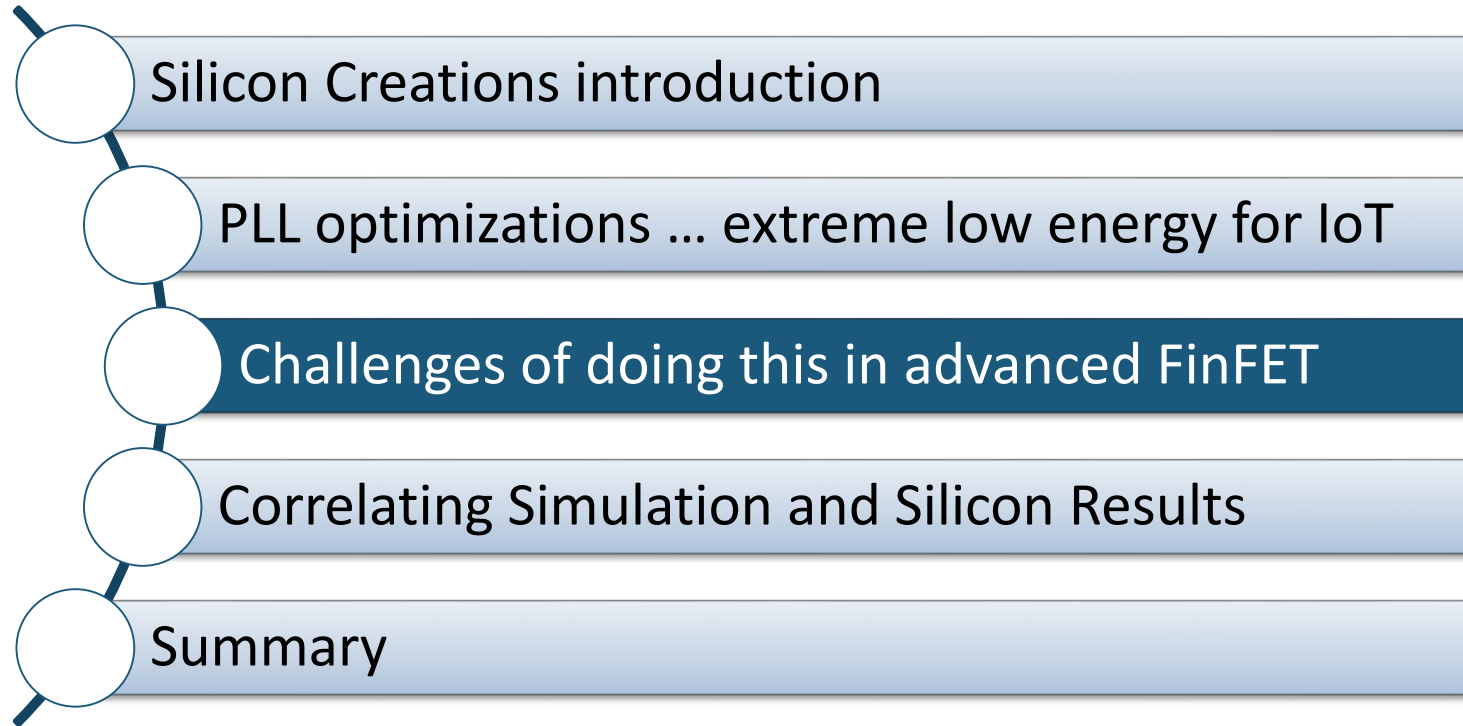 Silicon Creations introduction
PLL optimizations ... extreme low energy for IoT
Challenges of doing this in advanced FinFET
Correlating Simulation and Silicon Results
Summary